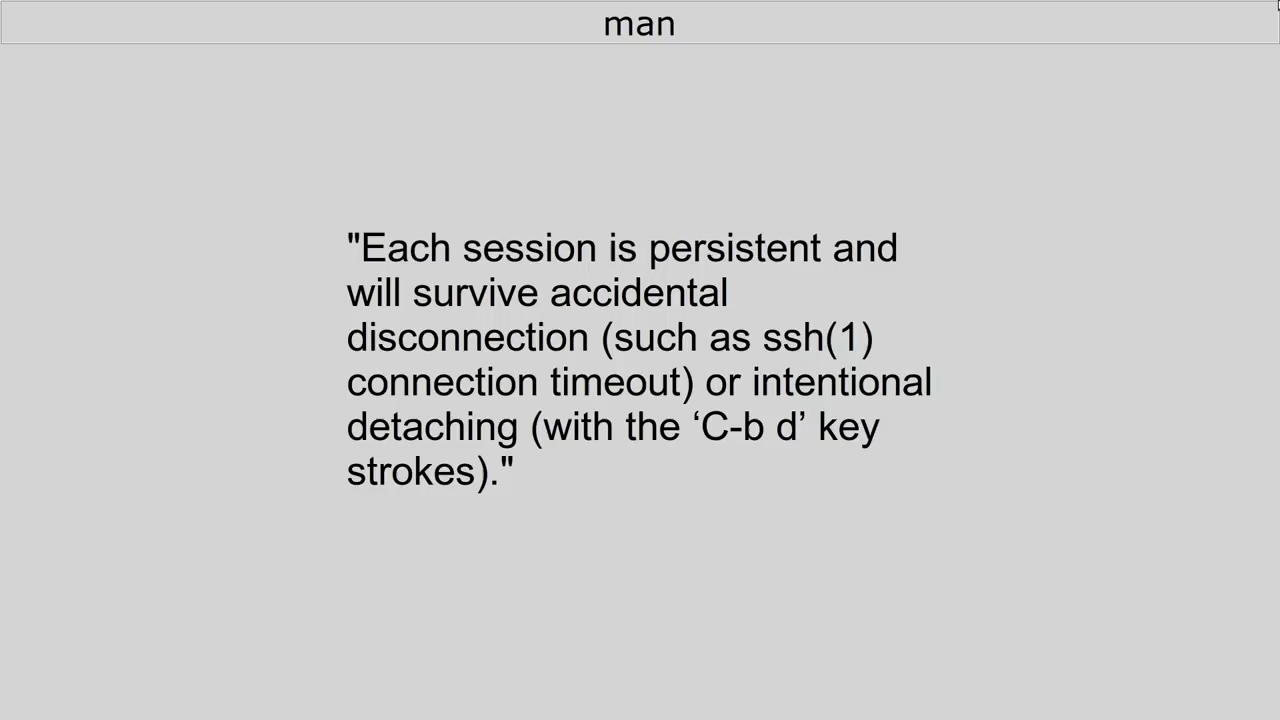 man
"Each session is persistent and
will survive accidental
disconnection (such as ssh(1)
connection timeout) or intentional
detaching (with the ‘C-b d’ key
strokes)."